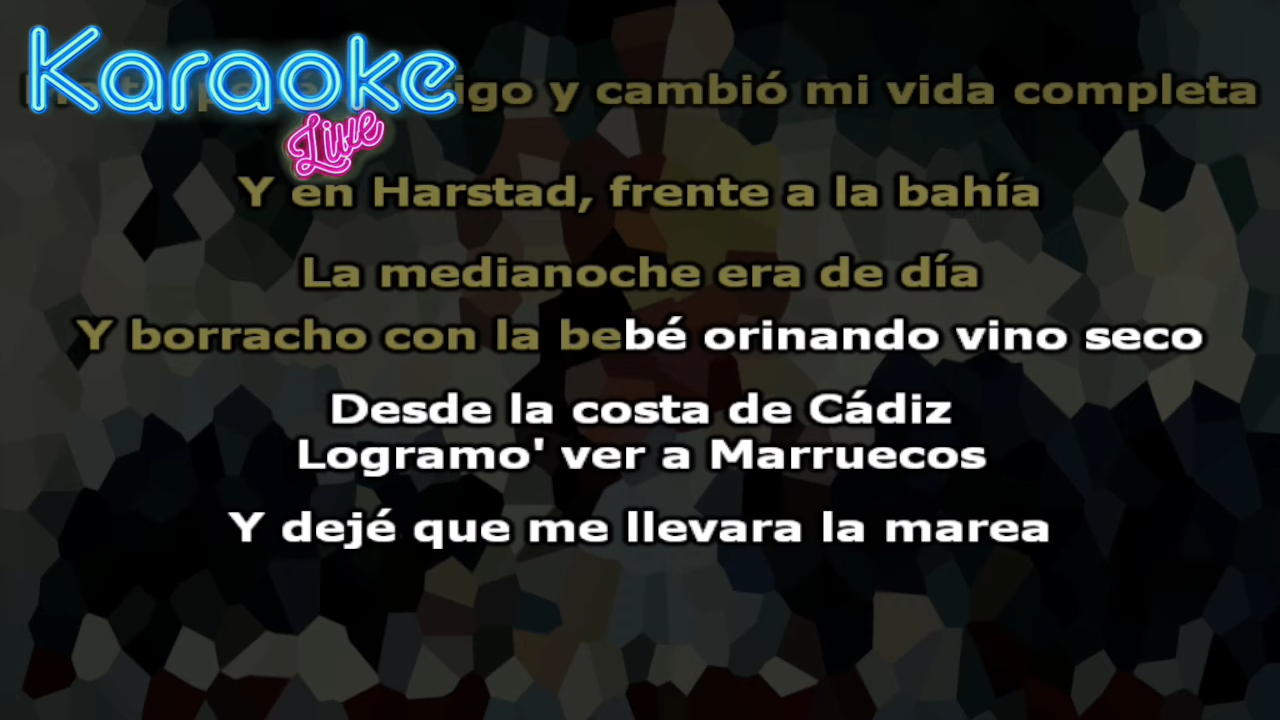 Karaoke
Live
igo y cambió mi vida completa
Y en Harstad, frente a la bahía
La medianoche era de día
Y borracho con la bebé orinando vino seco
Desde la costa de Cádiz
Logramo' ver a Marruecos
Y dejé que me llevara la marea